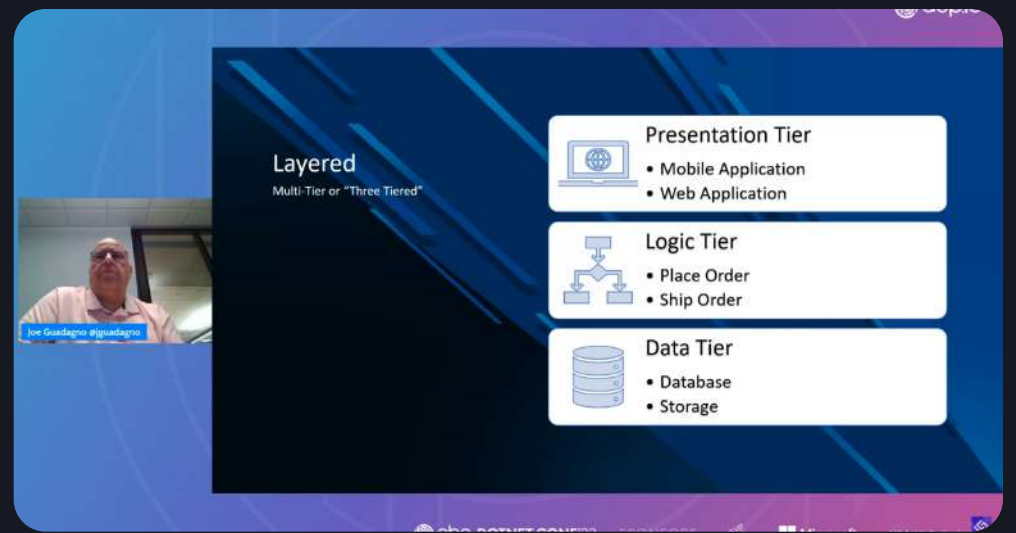 Layered
Multi-Tier or "Three Tiered"
Presentation Tier
• Mobile Application
• Web Application
Logic Tier
• Place Order
• Ship Order
Data Tier
• Database
• Storage
Joe Guadagno @jguadagno